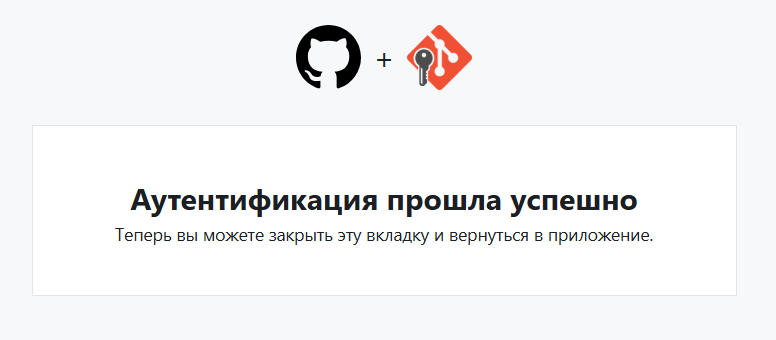 +
Аутентификация прошла успешно
Теперь вы можете закрыть эту вкладку и вернуться в приложение.